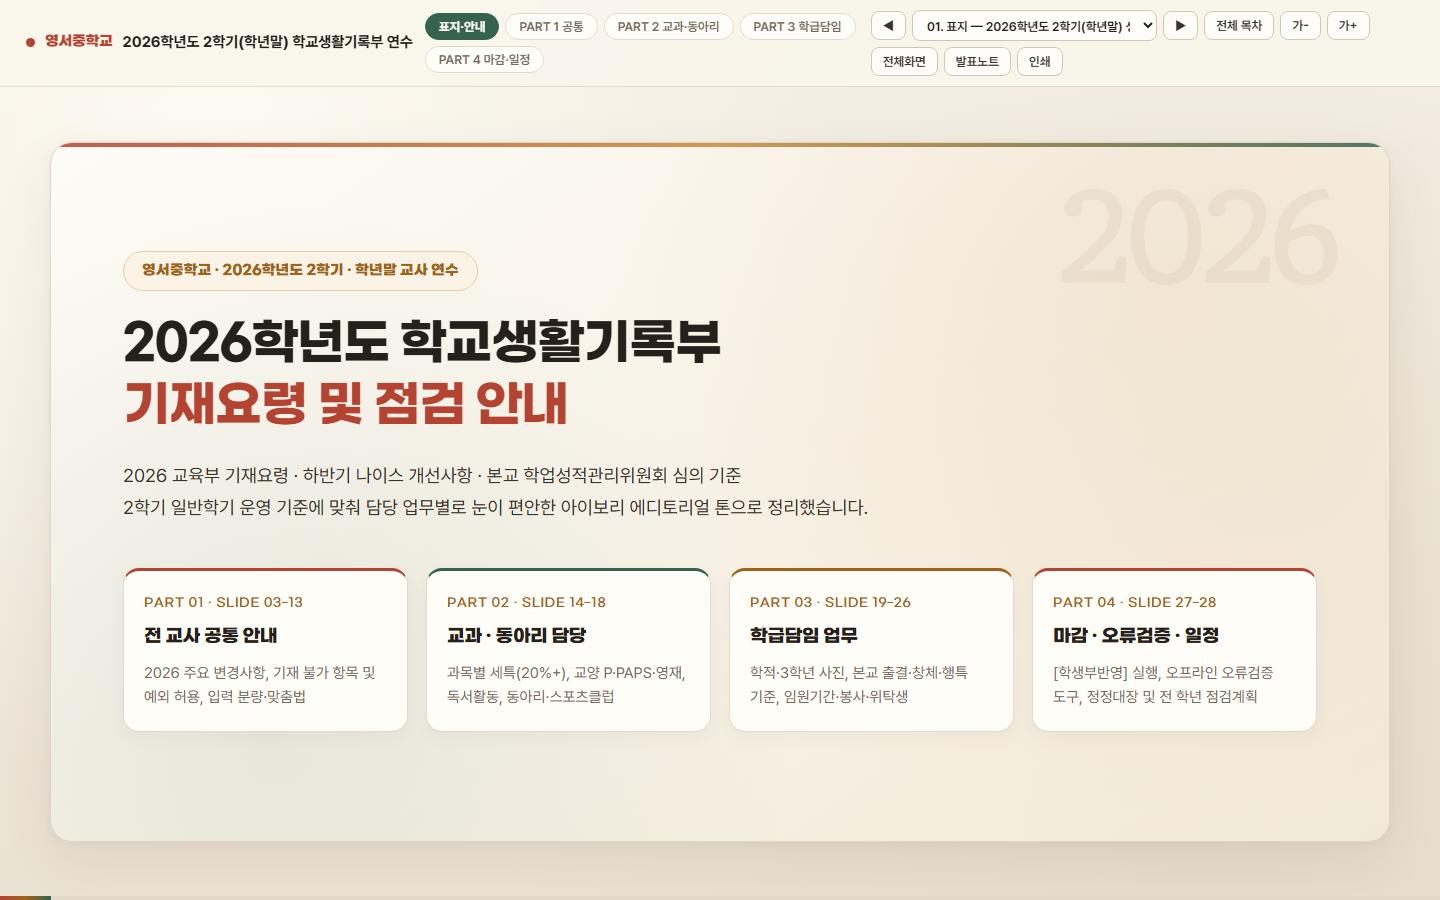 영서중학교 2026학년도 2학기(학년말) 학교생활기록부 연수
표지·안내 PART 1 공통 PART 2 교과·동아리 PART 3 학급담임
PART 4 마감·일정
◀ 01. 표지 — 2026학년도 2학기(학년말) ▶ 전체 목차 가- 가+
전체화면 발표노트 인쇄
2026
영서중학교 · 2026학년도 2학기 · 학년말 교사 연수
2026학년도 학교생활기록부
기재요령 및 점검 안내
2026 교육부 기재요령 · 하반기 나이스 개선사항 · 본교 학업성적관리위원회 심의 기준
2학기 일반학기 운영 기준에 맞춰 담당 업무별로 눈이 편안한 아이보리 에디토리얼 톤으로 정리했습니다.
PART 01 · SLIDE 03–13
전 교사 공통 안내
2026 주요 변경사항, 기재 불가 항목 및
예외 허용, 입력 분량·맞춤법
PART 02 · SLIDE 14–18
교과 · 동아리 담당
과목별 세특(20%+), 교양 P·PAPS·영재,
독서활동, 동아리·스포츠클럽
PART 03 · SLIDE 19–26
학급담임 업무
학적·3학년 사진, 본교 출결·창체·행특
기준, 임원기간·봉사·위탁생
PART 04 · SLIDE 27–28
마감 · 오류검증 · 일정
[학생부반영] 실행, 오프라인 오류검증
도구, 정정대장 및 전 학년 점검계획